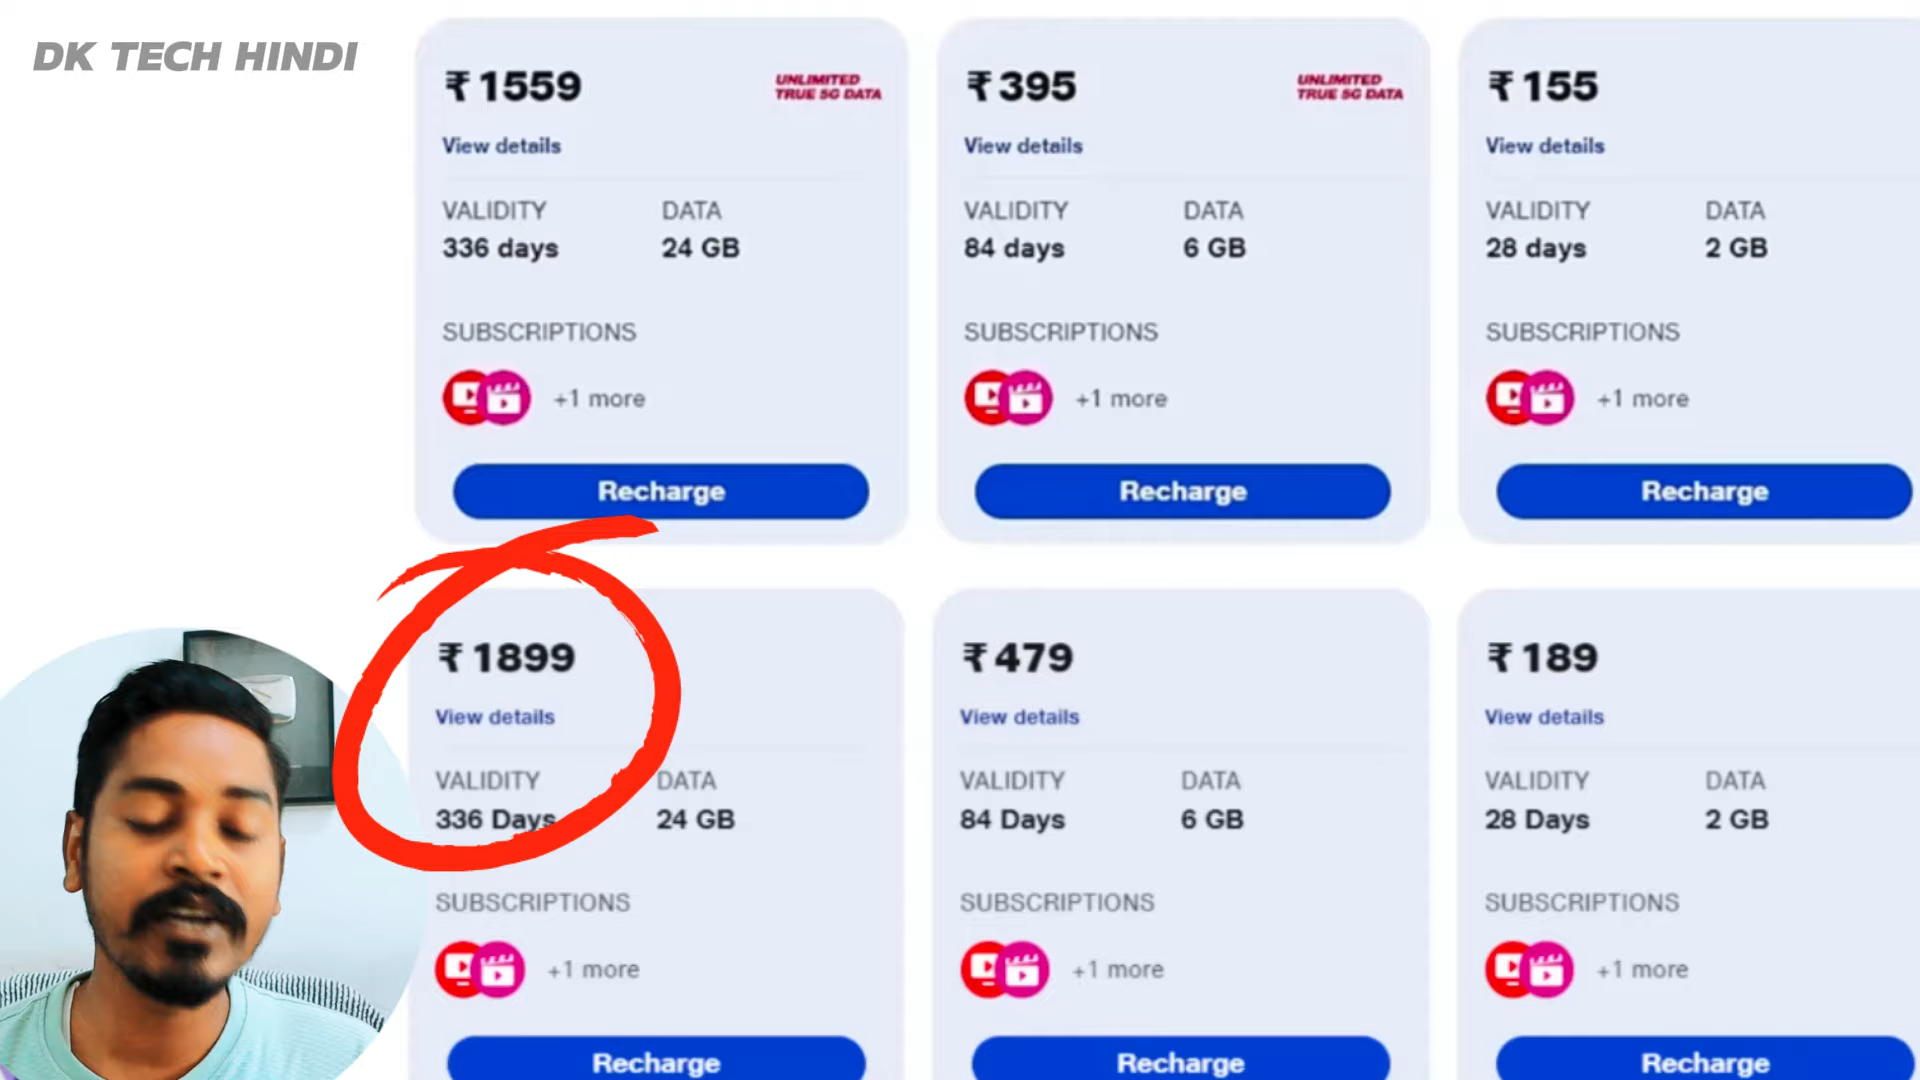 DK TECH HINDI
₹ 1559
UNLIMITED
TRUE 5G DATA
View details
VALIDITY DATA
336 days 24 GB
SUBSCRIPTIONS
+1 more
Recharge
₹ 395
UNLIMITED
TRUE 5G DATA
View details
VALIDITY DATA
84 days 6 GB
SUBSCRIPTIONS
+1 more
Recharge
₹ 155
View details
VALIDITY DATA
28 days 2 GB
SUBSCRIPTIONS
+1 more
Recharge
₹ 1899
View details
VALIDITY DATA
336 Days 24 GB
SUBSCRIPTIONS
+1 more
Recharge
₹ 479
View details
VALIDITY DATA
84 Days 6 GB
SUBSCRIPTIONS
+1 more
Recharge
₹ 189
View details
VALIDITY DATA
28 Days 2 GB
SUBSCRIPTIONS
+1 more
Recharge